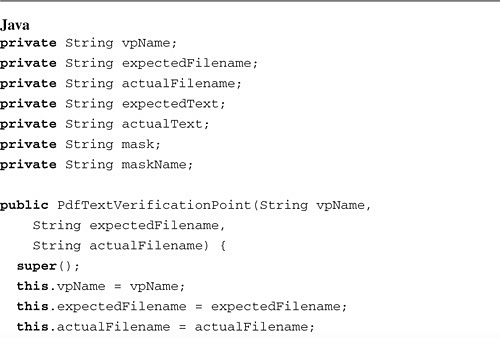 Java
private String vpName;
private String expectedFilename;
private String actualFilename;
private String expectedText;
private String actualText;
private String mask;
private String maskName;
public PdfTextVerificationPoint(String vpName,
String expectedFilename,
String actualFilename) {
super();
this.vpName = vpName;
this.expectedFilename = expectedFilename;
this.actualFilename = actualFilename;